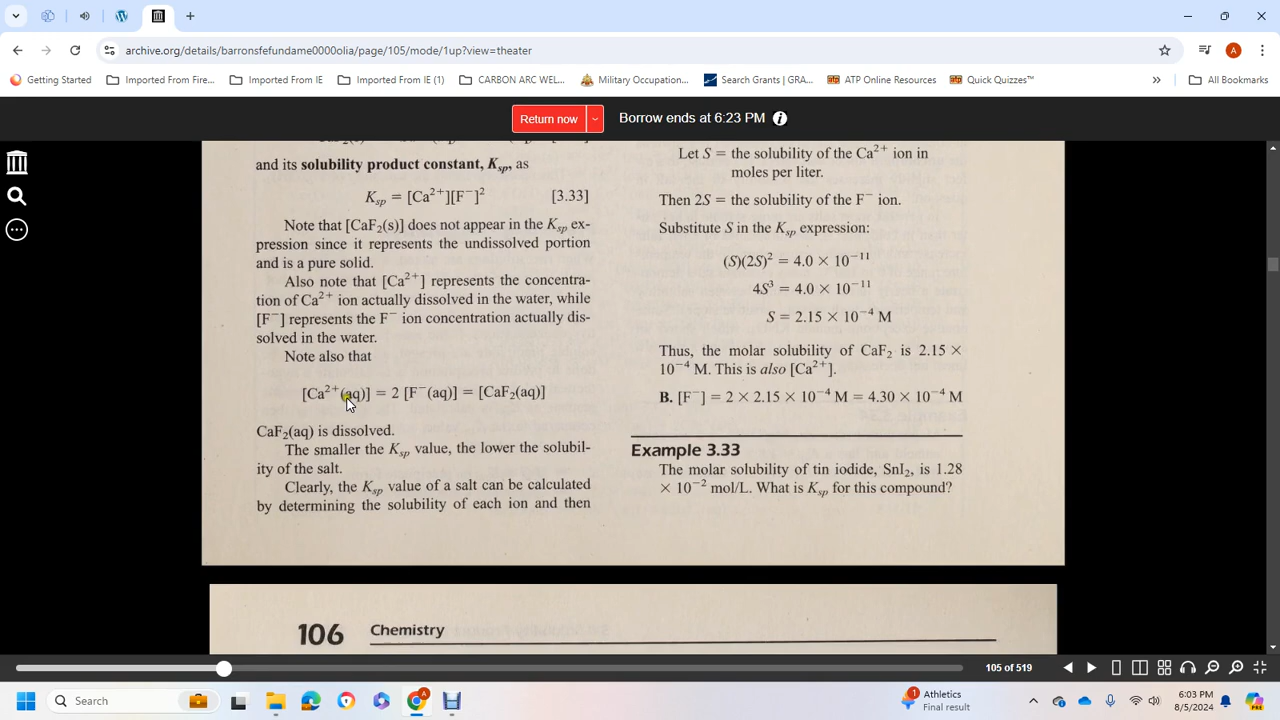 archive.org/details/barronsfefundame0000olia/page/105/mode/1up?view=theater
A
Getting Started
Imported From Fire...
Imported From IE
Imported From IE (1)
CARBON ARC WEL...
Military Occupation...
Search Grants | GRA...
ATP Online Resources
Quick Quizzes™
»
All Bookmarks
Return now
Borrow ends at 6:23 PM
and its solubility product constant, Ksp, as
Ksp = [Ca²⁺][F⁻]² [3.33]
Note that [CaF₂(s)] does not appear in the Ksp ex-
pression since it represents the undissolved portion
and is a pure solid.
Also note that [Ca²⁺] represents the concentra-
tion of Ca²⁺ ion actually dissolved in the water, while
[F⁻] represents the F⁻ ion concentration actually dis-
solved in the water.
Note also that
[Ca²⁺(aq)] = 2 [F⁻(aq)] = [CaF₂(aq)]
CaF₂(aq) is dissolved.
The smaller the Ksp value, the lower the solubil-
ity of the salt.
Clearly, the Ksp value of a salt can be calculated
by determining the solubility of each ion and then
Let S = the solubility of the Ca²⁺ ion in
moles per liter.
Then 2S = the solubility of the F⁻ ion.
Substitute S in the Ksp expression:
(S)(2S)² = 4.0 × 10⁻¹¹
4S³ = 4.0 × 10⁻¹¹
S = 2.15 × 10⁻⁴ M
Thus, the molar solubility of CaF₂ is 2.15 ×
10⁻⁴ M. This is also [Ca²⁺].
B. [F⁻] = 2 × 2.15 × 10⁻⁴ M = 4.30 × 10⁻⁴ M
Example 3.33
The molar solubility of tin iodide, SnI₂, is 1.28
× 10⁻² mol/L. What is Ksp for this compound?
106 Chemistry
105 of 519
Search
1
Athletics
Final result
6:03 PM
8/5/2024